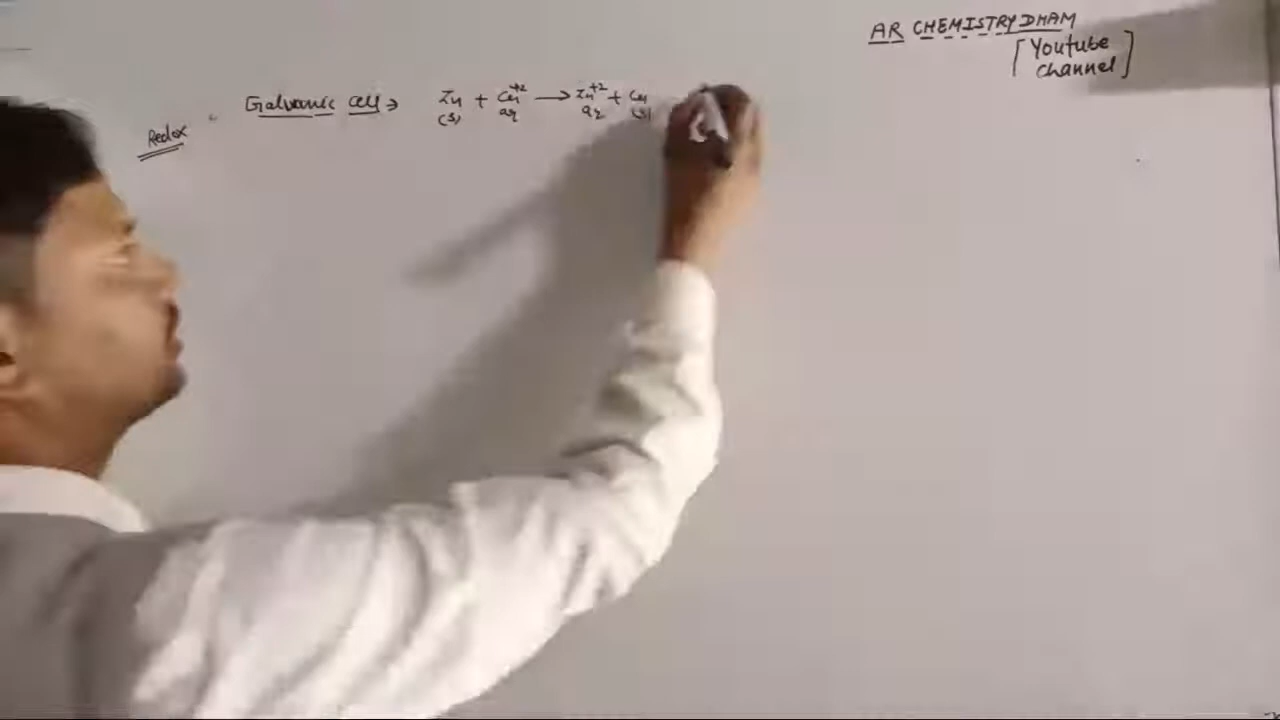 AR CHEMISTRY DHAM
[Youtube
channel]
Galvanic cell → Zn + Cu+2 ⟶ Zn+2 + Cu
(s) aq aq (s)
Redox